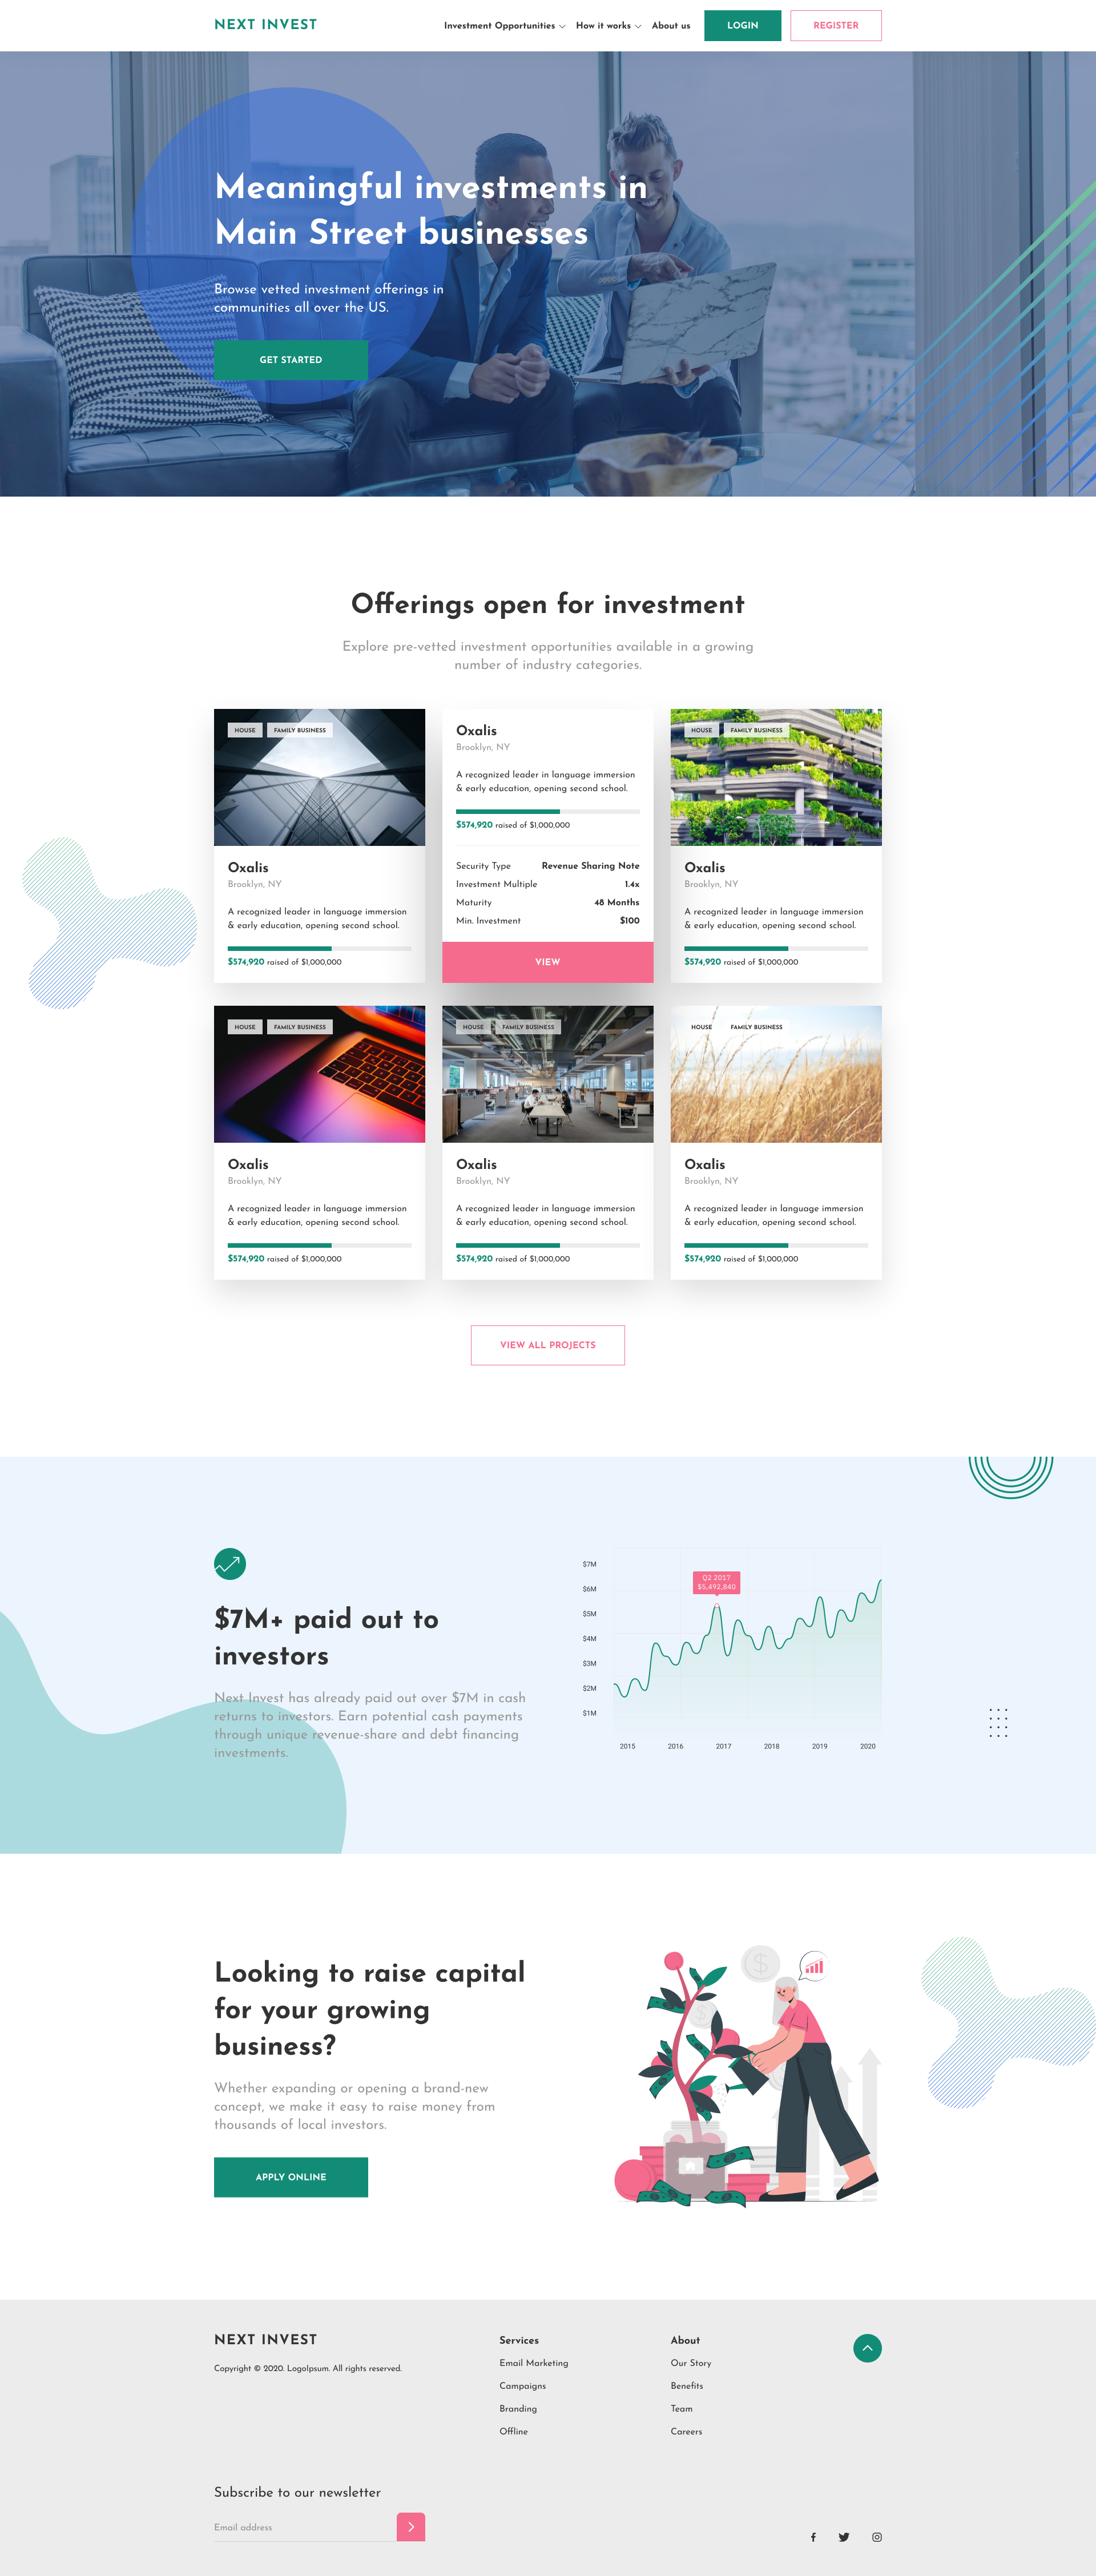 NEXT INVEST
Investment Opportunities
How it works
About us
LOGIN
REGISTER
Meaningful investments in
Main Street businesses
Browse vetted investment offerings in
communities all over the US.
GET STARTED
Offerings open for investment
Explore pre-vetted investment opportunities available in a growing
number of industry categories.
HOUSE
FAMILY BUSINESS
Oxalis
Brooklyn, NY
A recognized leader in language immersion
& early education, opening second school.
$574,920 raised of $1,000,000
Oxalis
Brooklyn, NY
A recognized leader in language immersion
& early education, opening second school.
$574,920 raised of $1,000,000
Security Type Revenue Sharing Note
Investment Multiple 1.4x
Maturity 48 Months
Min. Investment $100
VIEW
HOUSE
FAMILY BUSINESS
Oxalis
Brooklyn, NY
A recognized leader in language immersion
& early education, opening second school.
$574,920 raised of $1,000,000
HOUSE
FAMILY BUSINESS
Oxalis
Brooklyn, NY
A recognized leader in language immersion
& early education, opening second school.
$574,920 raised of $1,000,000
HOUSE
FAMILY BUSINESS
Oxalis
Brooklyn, NY
A recognized leader in language immersion
& early education, opening second school.
$574,920 raised of $1,000,000
HOUSE
FAMILY BUSINESS
Oxalis
Brooklyn, NY
A recognized leader in language immersion
& early education, opening second school.
$574,920 raised of $1,000,000
VIEW ALL PROJECTS
$7M+ paid out to
investors
Next Invest has already paid out over $7M in cash
returns to investors. Earn potential cash payments
through unique revenue-share and debt financing
investments.
$7M
$6M
$5M
$4M
$3M
$2M
$1M
Q2 2017
$5,492,840
2015 2016 2017 2018 2019 2020
Looking to raise capital
for your growing
business?
Whether expanding or opening a brand-new
concept, we make it easy to raise money from
thousands of local investors.
APPLY ONLINE
NEXT INVEST
Copyright © 2020. LogoIpsum. All rights reserved.
Services
Email Marketing
Campaigns
Branding
Offline
About
Our Story
Benefits
Team
Careers
Subscribe to our newsletter
Email address